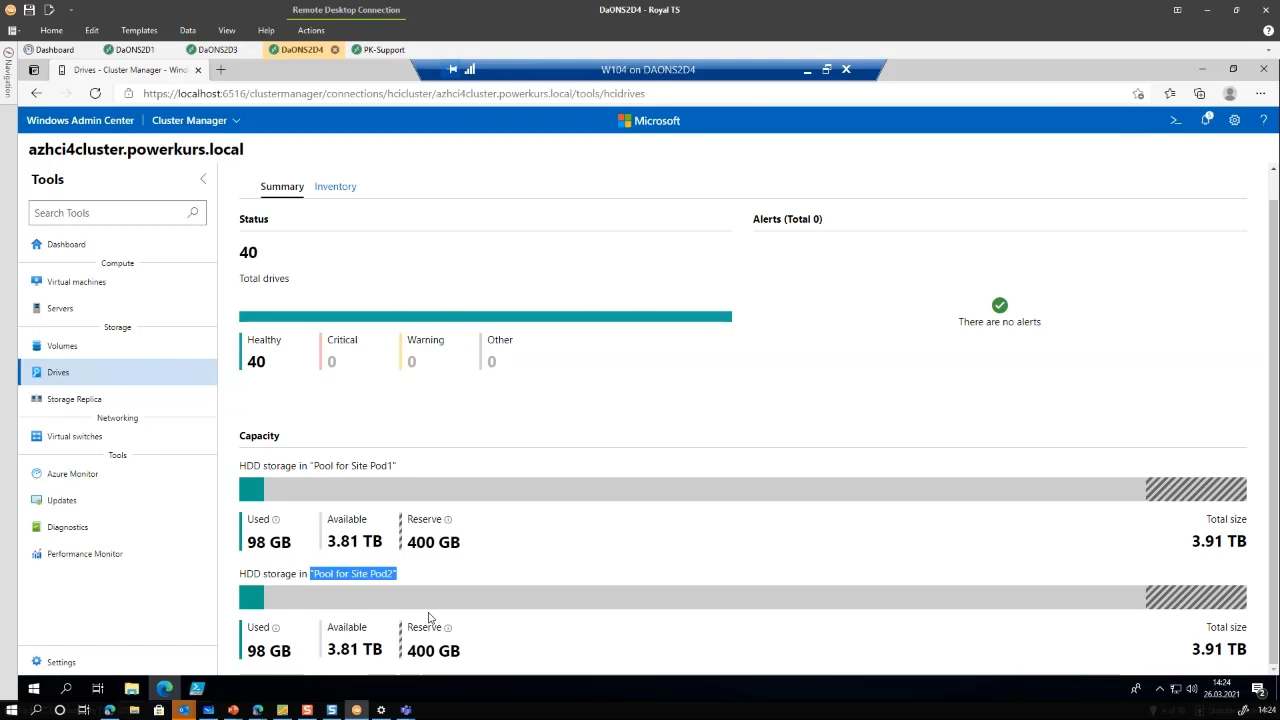 Remote Desktop Connection
DaONS2D4 - Royal TS
Home Edit Templates Data View Help Actions
Dashboard DaONS2D1 DaONS2D3 DaONS2D4 PK-Support
Navigation
Drives - Cluster Manager - Wind
W104 on DAONS2D4
https://localhost:6516/clustermanager/connections/hcicluster/azhci4cluster.powerkurs.local/tools/hcidrives
Windows Admin Center Cluster Manager
Microsoft
azhci4cluster.powerkurs.local
Tools
Search Tools
Dashboard
Compute
Virtual machines
Servers
Storage
Volumes
Drives
Storage Replica
Networking
Virtual switches
Tools
Azure Monitor
Updates
Diagnostics
Performance Monitor
Settings
Summary Inventory
Status
40
Total drives
Healthy Critical Warning Other
40 0 0 0
Alerts (Total 0)
There are no alerts
Capacity
HDD storage in "Pool for Site Pod1"
Used Available Reserve Total size
98 GB 3.81 TB 400 GB 3.91 TB
HDD storage in "Pool for Site Pod2"
Used Available Reserve Total size
98 GB 3.81 TB 400 GB 3.91 TB
14:24
26.03.2021
2
14:24